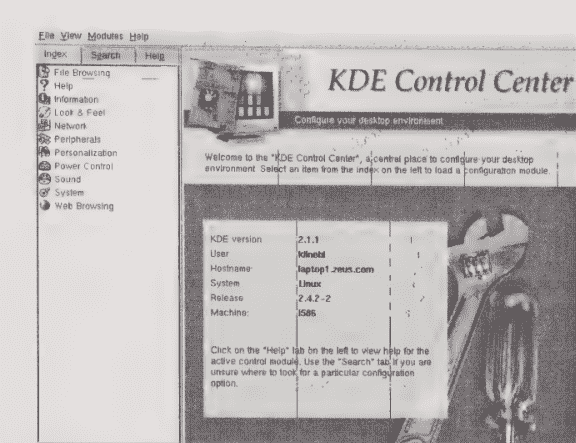 File View Modules Help
Index Search Help
KDE Control Center
Configure your desktop environment
File Browsing
Help
Information
Look & Feel
Network
Peripherals
Personalization
Power Control
Sound
System
Web Browsing
Welcome to the "KDE Control Center", a central place to configure your desktop
environment. Select an item from the index on the left to load a configuration module.
KDE version 2.1.1
User
Hostname: laptop1.zeus.com
System Linux
Release 2.4.2-2
Machine: i586
Click on the "Help" tab on the left to view help for the
active control module. Use the "Search" tab if you are
unsure where to look for a particular configuration
option.